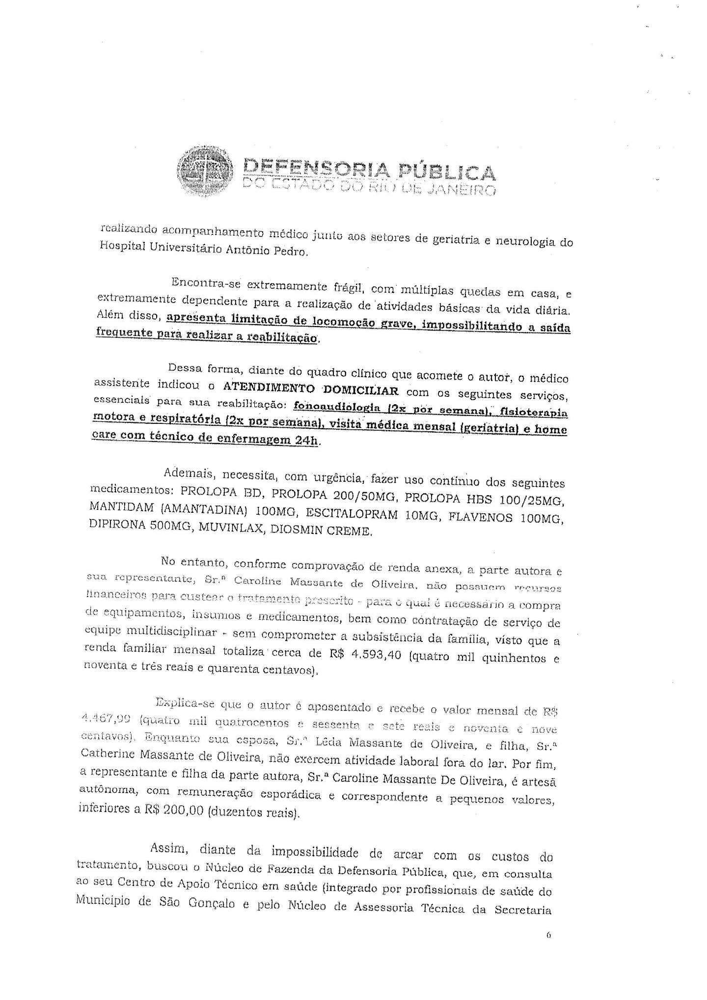 DEFENSORIA PÚBLICA
DO ESTADO DO RIO DE JANEIRO
realizando acompanhamento médico junto aos setores de geriatria e neurologia do
Hospital Universitário Antônio Pedro.
Encontra-se extremamente frágil, com múltiplas quedas em casa, e
extremamente dependente para a realização de atividades básicas da vida diária.
Além disso, apresenta limitação de locomoção grave, impossibilitando a saída
frequente para realizar a reabilitação.
Dessa forma, diante do quadro clínico que acomete o autor, o médico
assistente indicou o ATENDIMENTO DOMICILIAR com os seguintes serviços,
essenciais para sua reabilitação: fonoaudiologia (2x por semana), fisioterapia
motora e respiratória (2x por semana), visita médica mensal (geriatria) e home
care com técnico de enfermagem 24h.
Ademais, necessita, com urgência, fazer uso contínuo dos seguintes
medicamentos: PROLOPA BD, PROLOPA 200/50MG, PROLOPA HBS 100/25MG,
MANTIDAM (AMANTADINA) 100MG, ESCITALOPRAM 10MG, FLAVENOS 100MG,
DIPIRONA 500MG, MUVINLAX, DIOSMIN CREME.
No entanto, conforme comprovação de renda anexa, a parte autora e
sua representante, Sr.ª Caroline Massante de Oliveira, não possuem recursos
financeiros para custear o tratamento prescrito - para o qual é necessário a compra
de equipamentos, insumos e medicamentos, bem como contratação de serviço de
equipe multidisciplinar - sem comprometer a subsistência da família, visto que a
renda familiar mensal totaliza cerca de R$ 4.593,40 (quatro mil quinhentos e
noventa e três reais e quarenta centavos).
Explica-se que o autor é aposentado e recebe o valor mensal de R$
4.467,99 (quatro mil quatrocentos e sessenta e sete reais e noventa e nove
centavos). Enquanto sua esposa, Sr.ª Lêda Massante de Oliveira, e filha, Sr.ª
Catherine Massante de Oliveira, não exercem atividade laboral fora do lar. Por fim,
a representante e filha da parte autora, Sr.ª Caroline Massante De Oliveira, é artesã
autônoma, com remuneração esporádica e correspondente a pequenos valores,
inferiores a R$ 200,00 (duzentos reais).
Assim, diante da impossibilidade de arcar com os custos do
tratamento, buscou o Núcleo de Fazenda da Defensoria Pública, que, em consulta
ao seu Centro de Apoio Técnico em saúde (integrado por profissionais de saúde do
Município de São Gonçalo e pelo Núcleo de Assessoria Técnica da Secretaria
6